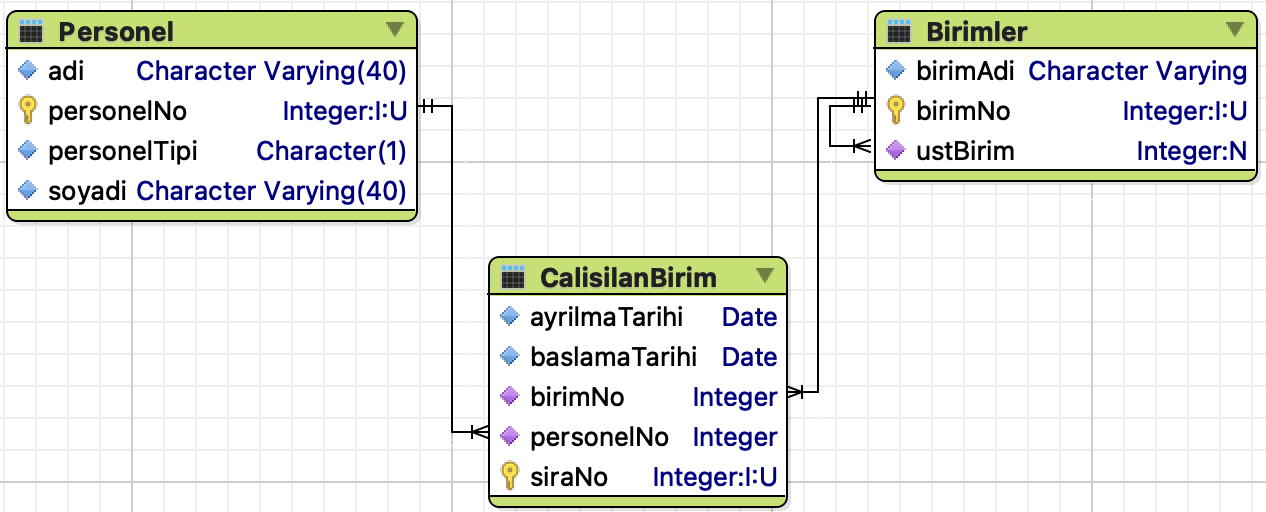 Personel
adi Character Varying(40)
personelNo Integer:I:U
personelTipi Character(1)
soyadi Character Varying(40)
Birimler
birimAdi Character Varying
birimNo Integer:I:U
ustBirim Integer:N
CalisilanBirim
ayrilmaTarihi Date
baslamaTarihi Date
birimNo Integer
personelNo Integer
siraNo Integer:I:U